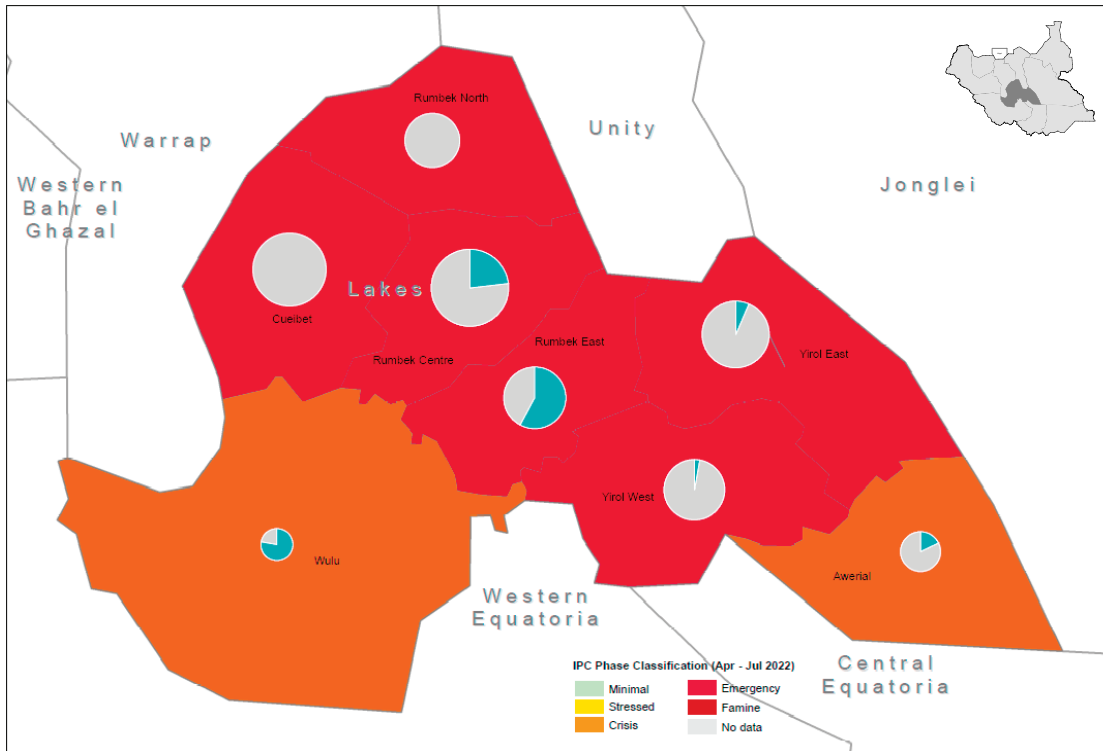 Rumbek North
Unity
Warrap
Western
Bahr el
Ghazal
Jonglei
Lakes
Cueibet
Rumbek Centre
Rumbek East
Yirol East
Yirol West
Wulu
Awerial
Western
Equatoria
Central
Equatoria
IPC Phase Classification (Apr - Jul 2022)
Minimal
Stressed
Crisis
Emergency
Famine
No data